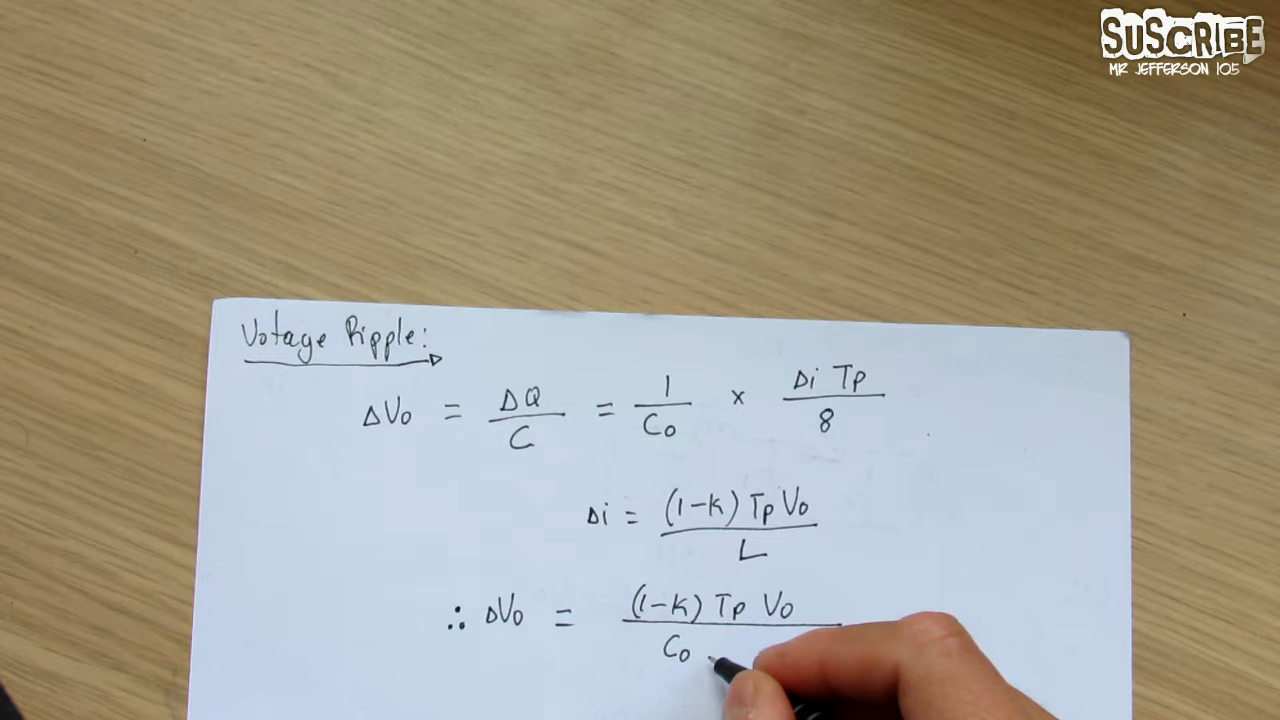 SUSCRIBE
MR JEFFERSON 105
Votage Ripple:
ΔVo = ΔQ/C = 1/Co × Δi Tp/8
Δi = (1-k) Tp Vo/L
∴ ΔVo = (1-k) Tp Vo/Co